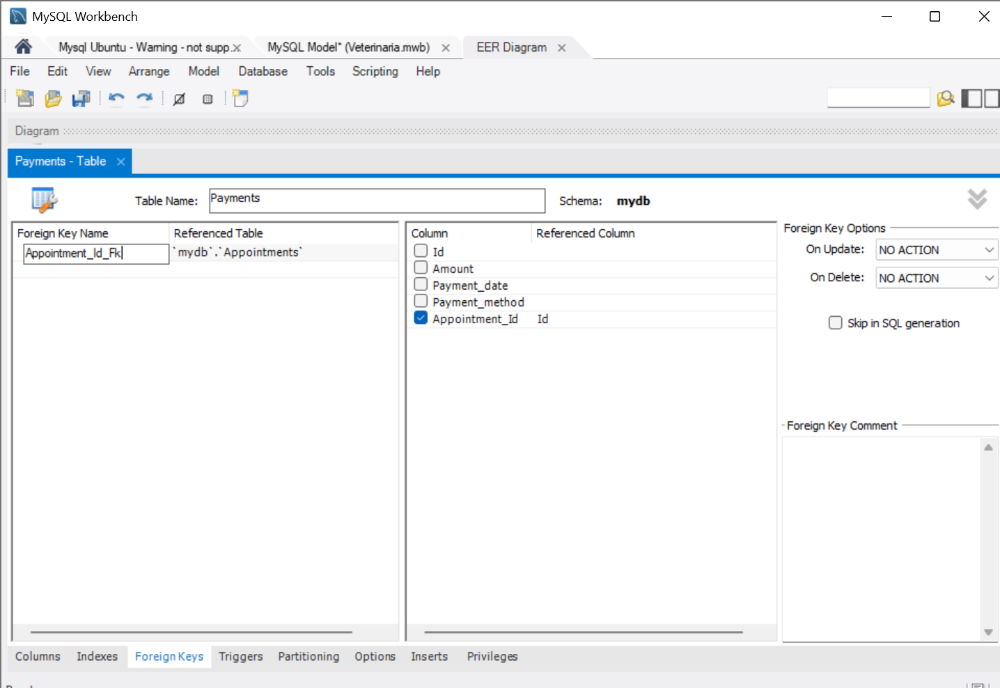 MySQL Workbench
Mysql Ubuntu - Warning - not supp.
MySQL Model* (Veterinaria.mwb)
EER Diagram
File Edit View Arrange Model Database Tools Scripting Help
Diagram
Payments - Table
Table Name: Payments Schema: mydb
Foreign Key Name Referenced Table
Appointment_Id_Fk `mydb`.`Appointments`
Column Referenced Column
Id
Amount
Payment_date
Payment_method
Appointment_Id Id
Foreign Key Options
On Update: NO ACTION
On Delete: NO ACTION
Skip in SQL generation
Foreign Key Comment
Columns Indexes Foreign Keys Triggers Partitioning Options Inserts Privileges